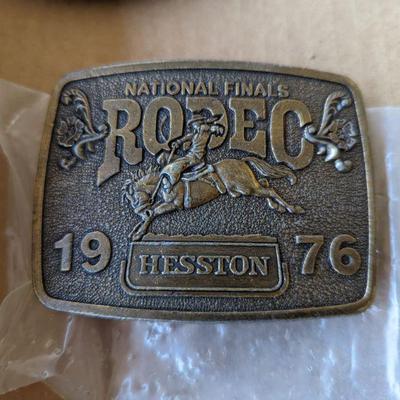 NATIONAL FINALS
RODEO
19 76
HESSTON